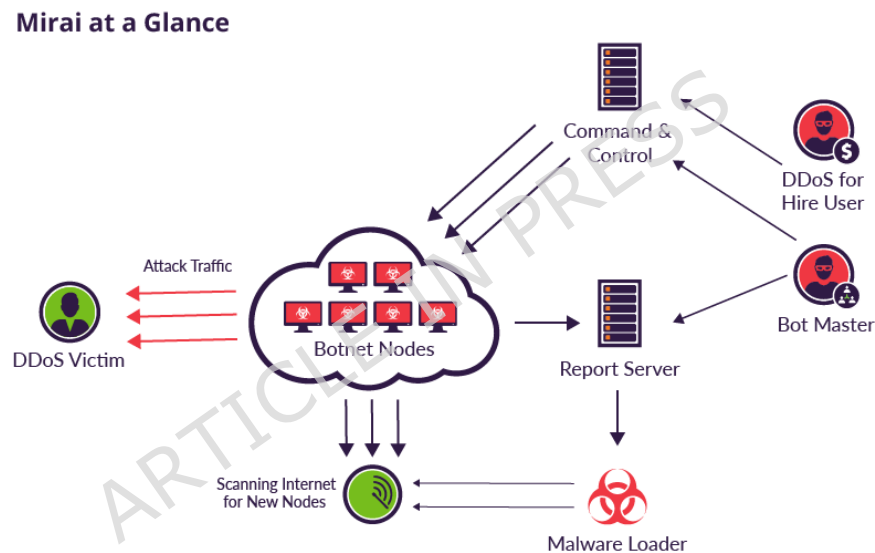 Mirai at a Glance
Command &
Control
DDoS for
Hire User
$
Attack Traffic
Botnet Nodes
DDoS Victim
Report Server
Bot Master
Scanning Internet
for New Nodes
Malware Loader
ARTICLE IN PRESS